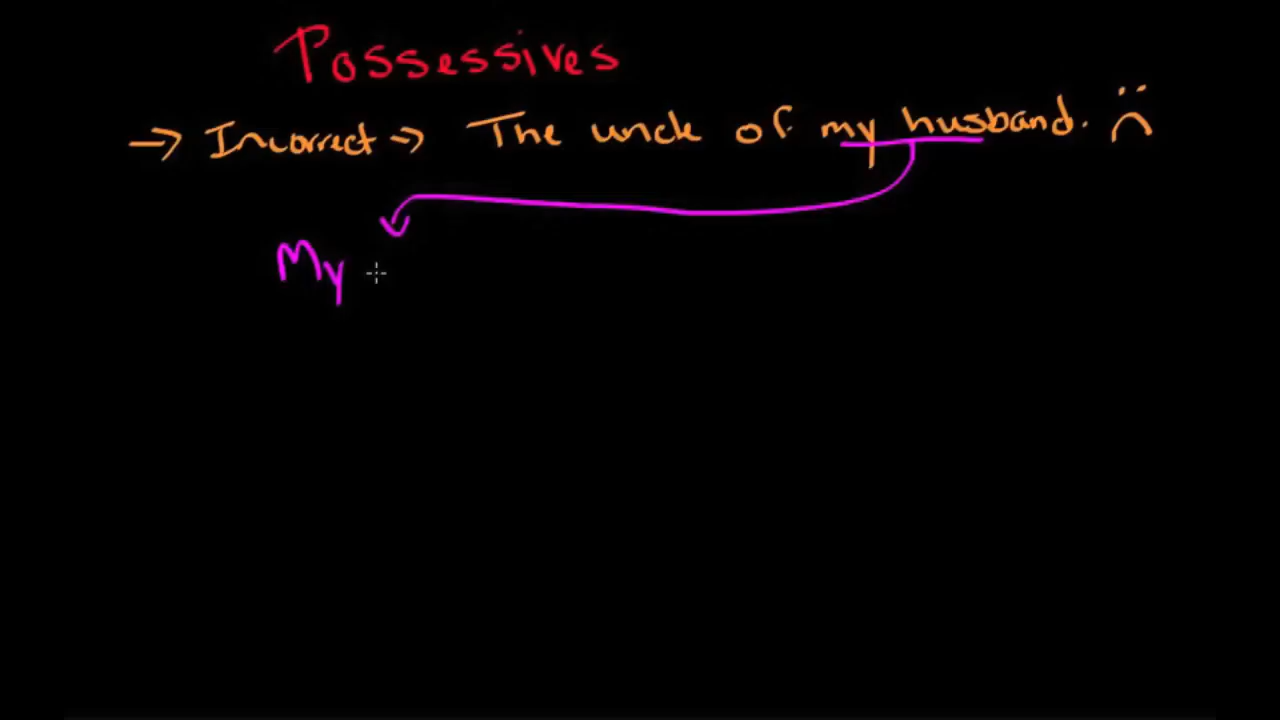 Possessives
→ Incorrect → The uncle of my husband. :(
My